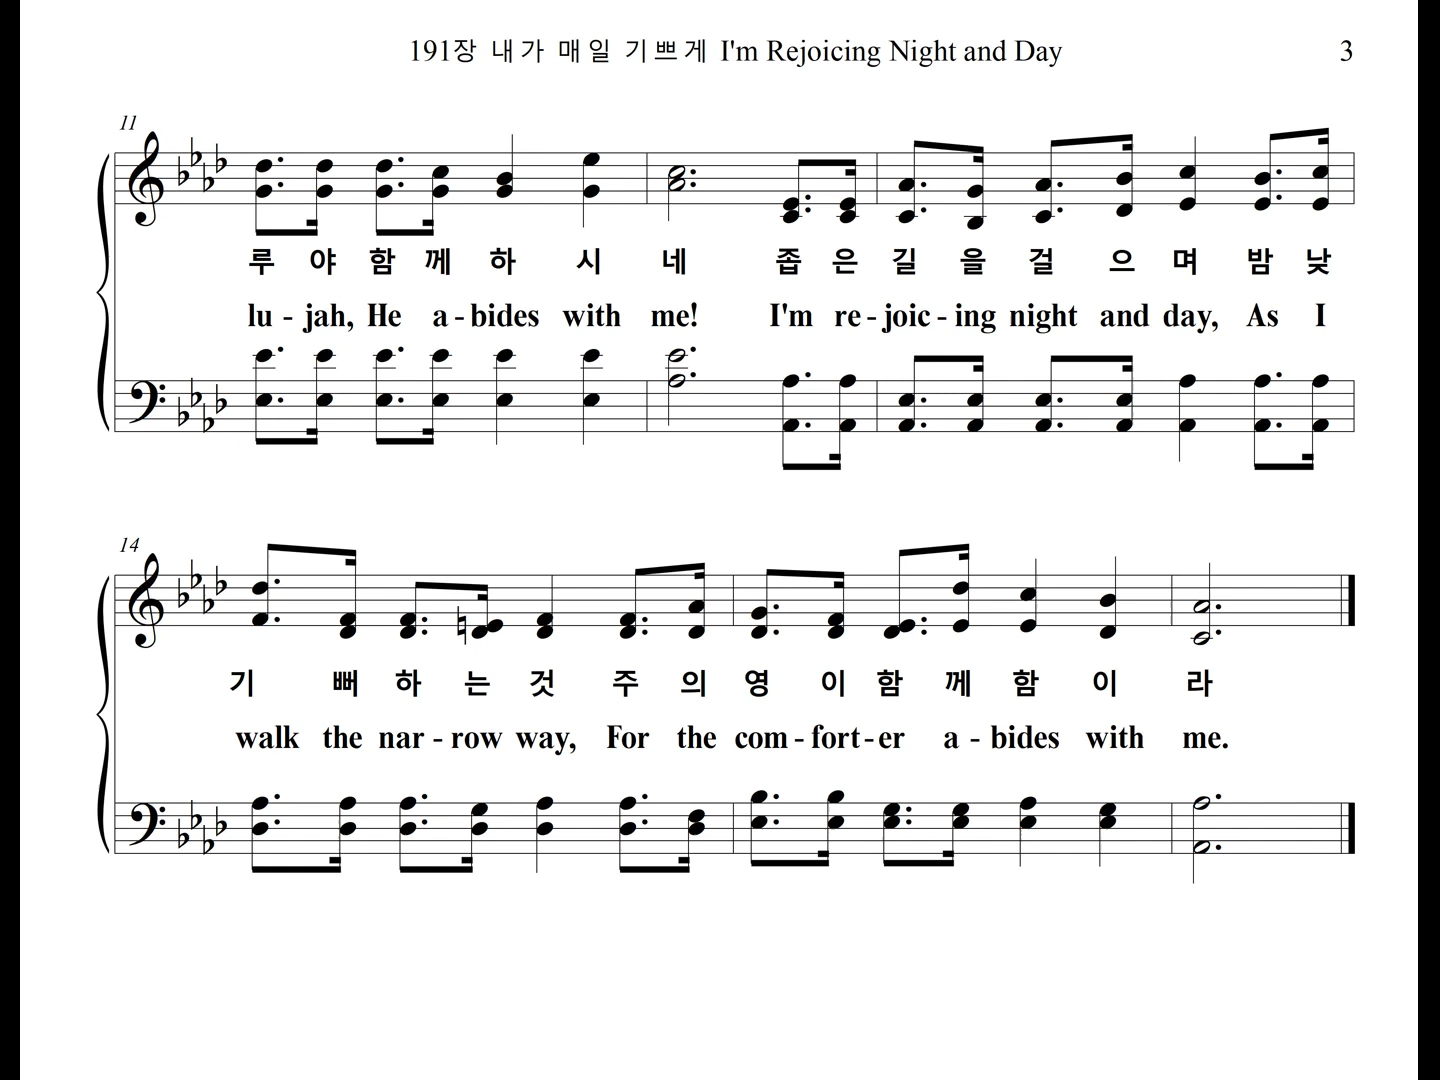 191장 내가 매일 기쁘게 I'm Rejoicing Night and Day 3
11
루 야 함 께 하 시 네 좁 은 길 을 걸 으 며 밤 낮
lu - jah, He a - bides with me! I'm re - joic - ing night and day, As I
14
기 뻐 하 는 것 주 의 영 이 함 께 함 이 라
walk the nar - row way, For the com - fort - er a - bides with me.